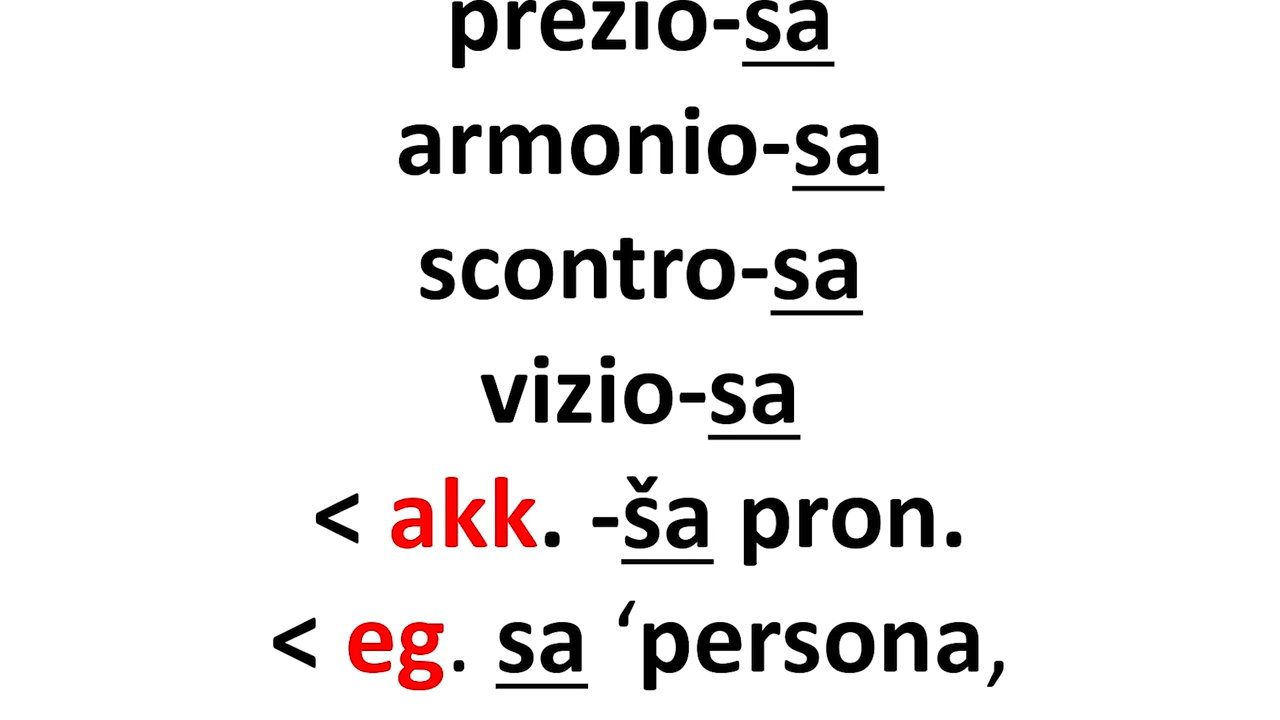 prezio-sa
armonio-sa
scontro-sa
vizio-sa
< akk. -ša pron.
< eg. sa ‘persona,